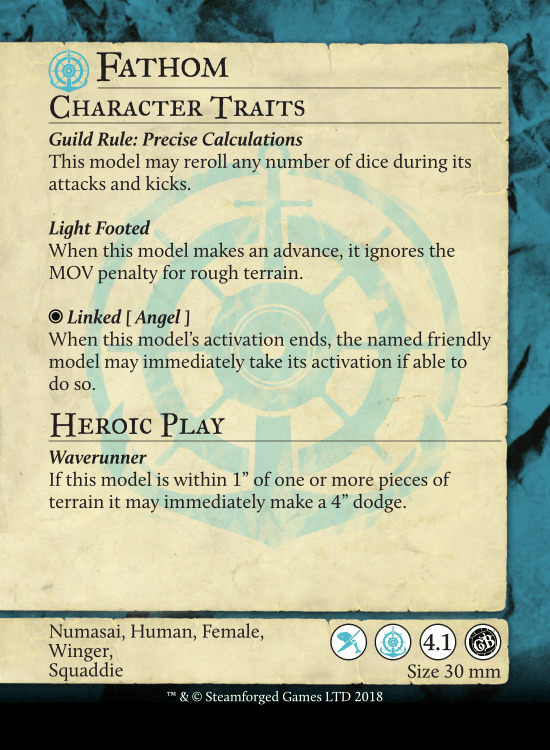 Fathom
Character Traits
Guild Rule: Precise Calculations
This model may reroll any number of dice during its
attacks and kicks.
Light Footed
When this model makes an advance, it ignores the
MOV penalty for rough terrain.
Linked [ Angel ]
When this model’s activation ends, the named friendly
model may immediately take its activation if able to
do so.
Heroic Play
Waverunner
If this model is within 1” of one or more pieces of
terrain it may immediately make a 4” dodge.
Numasai, Human, Female,
Winger,
Squaddie
4.1
GB
Size 30 mm
™ & © Steamforged Games LTD 2018